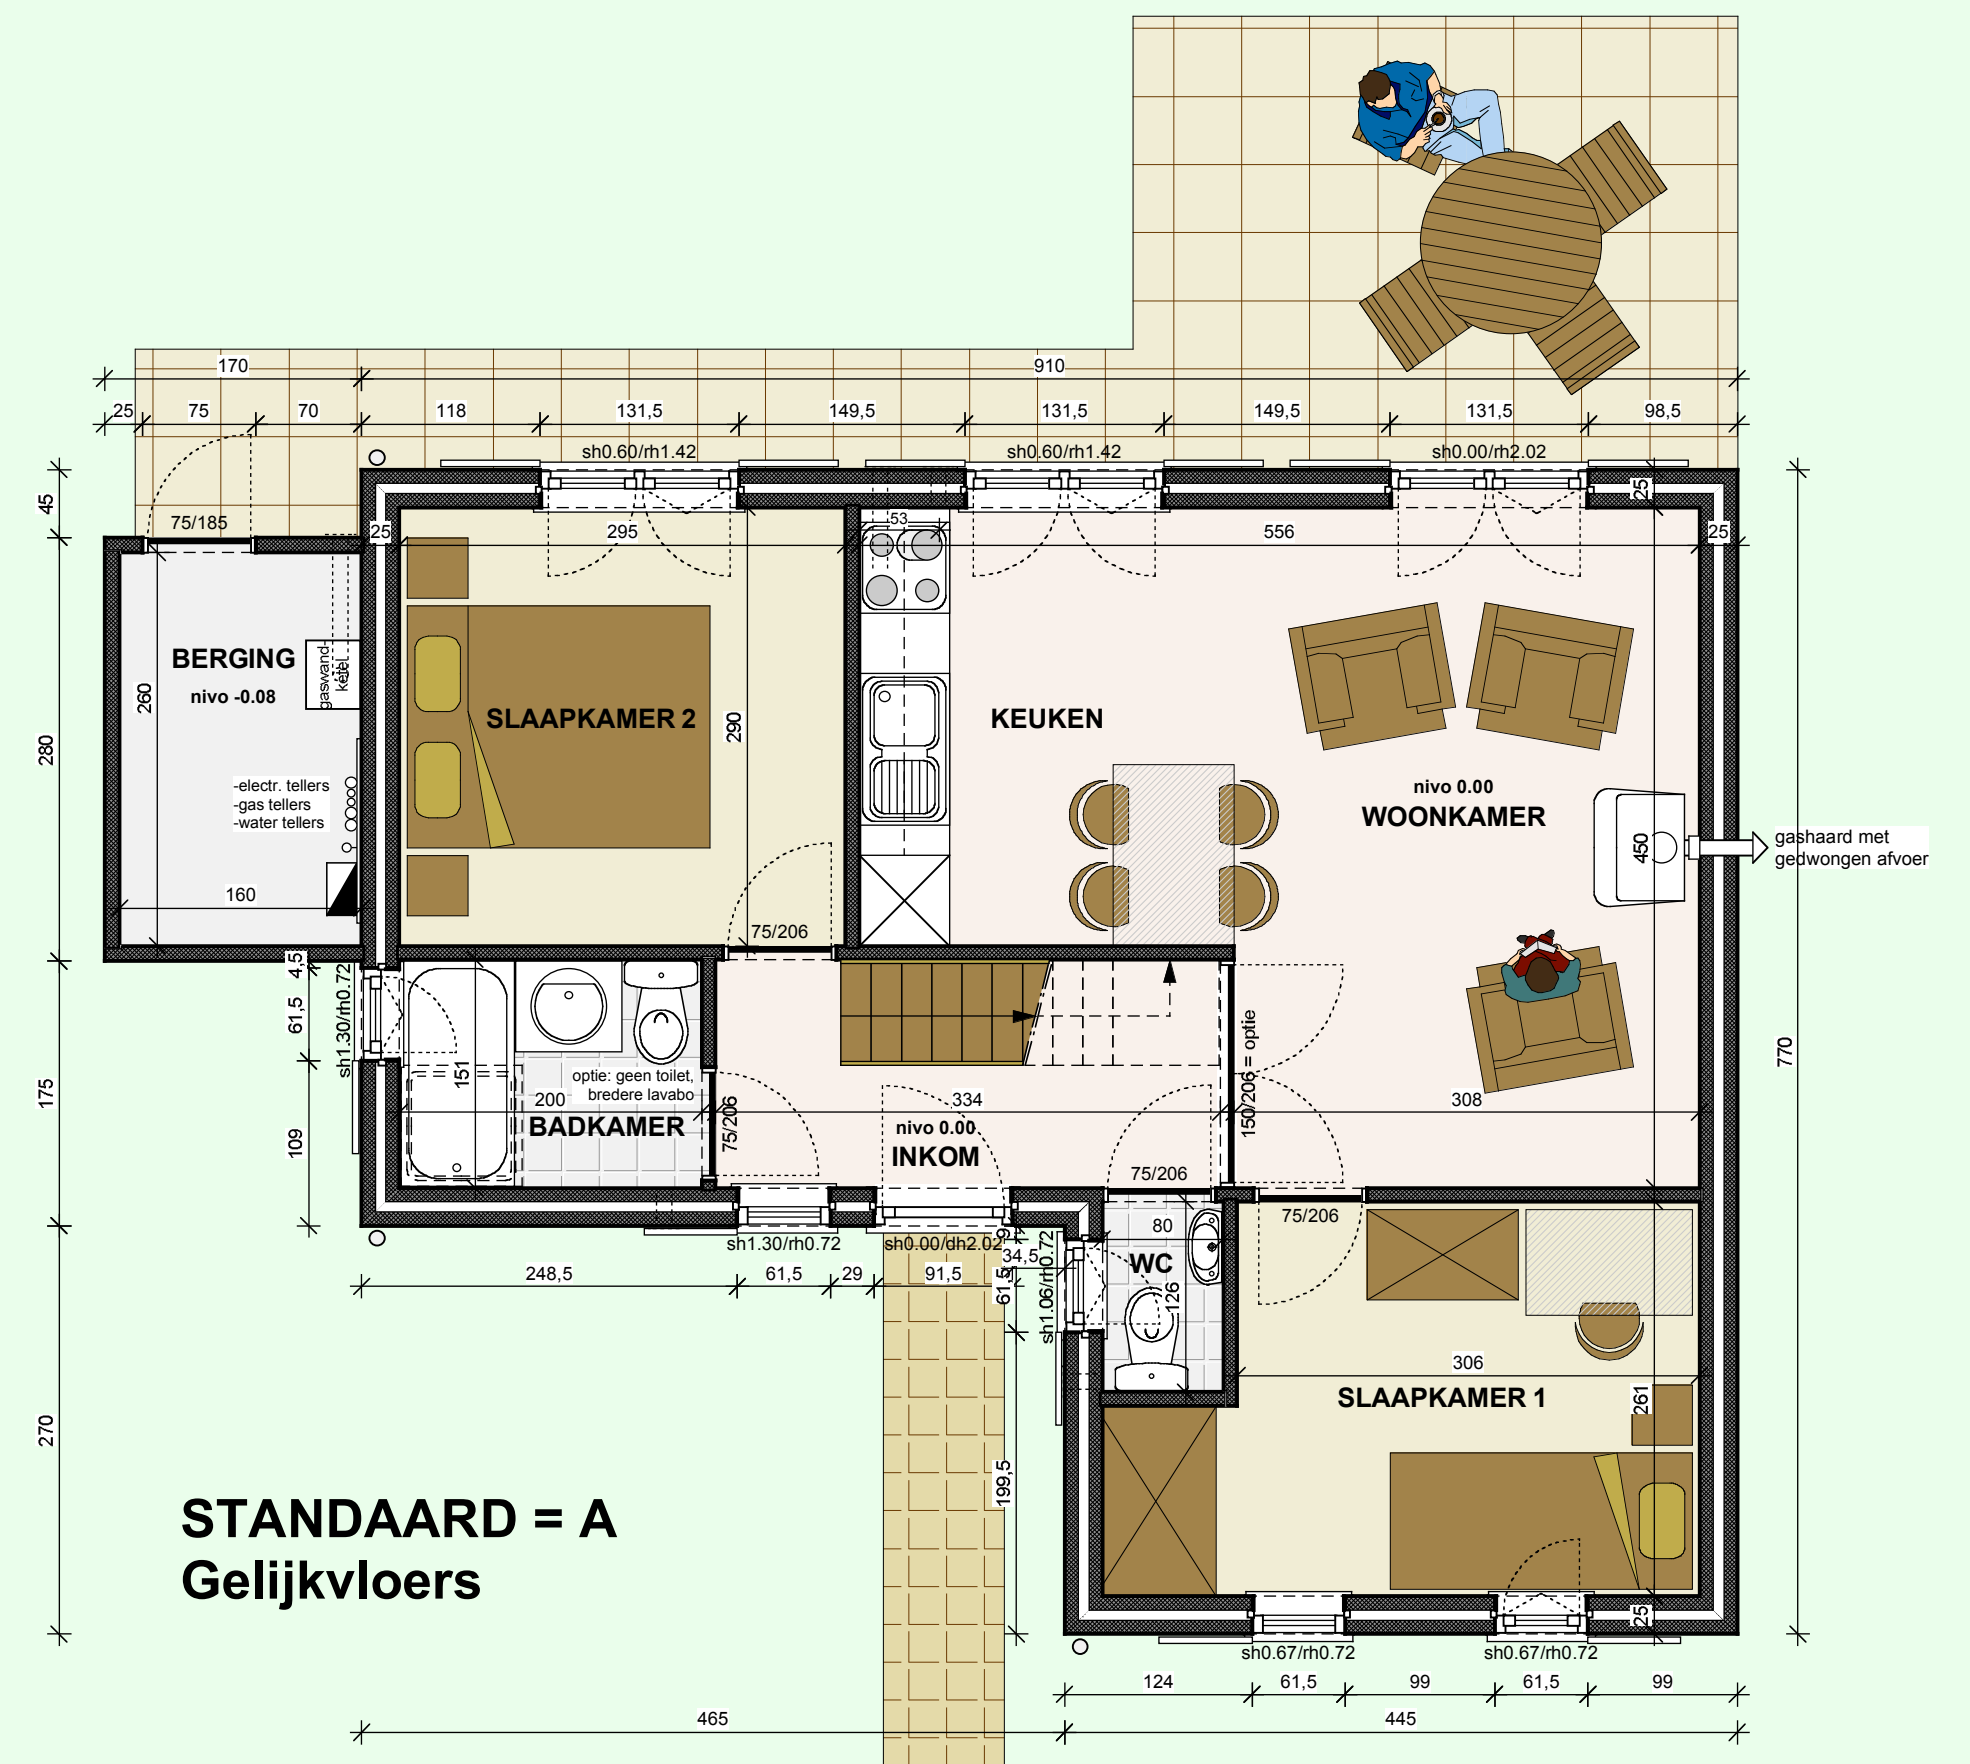 170
910
25
75
70
118
131,5
149,5
131,5
149,5
131,5
98,5
sh0.60/rh1.42
sh0.60/rh1.42
sh0.00/rh2.02
45
75/185
25
295
53
556
25
25
BERGING
nivo -0.08
gaswand-
ketel
260
280
SLAAPKAMER 2
290
KEUKEN
nivo 0.00
WOONKAMER
-electr. tellers
-gas tellers
-water tellers
450
gashaard met
gedwongen afvoer
160
75/206
4,5
61,5
sh1.30/rh0.72
175
109
151
optie: geen toilet,
bredere lavabo
200
BADKAMER
75/206
334
nivo 0.00
INKOM
150/206 = optie
308
770
75/206
75/206
sh1.30/rh0.72
sh0.00/dh2.02
9
34,5
61,5
sh1.06/rh0.72
80
WC
126
248,5
61,5
29
91,5
306
SLAAPKAMER 1
261
270
199,5
STANDAARD = A
Gelijkvloers
25
sh0.67/rh0.72
sh0.67/rh0.72
124
61,5
99
61,5
99
465
445